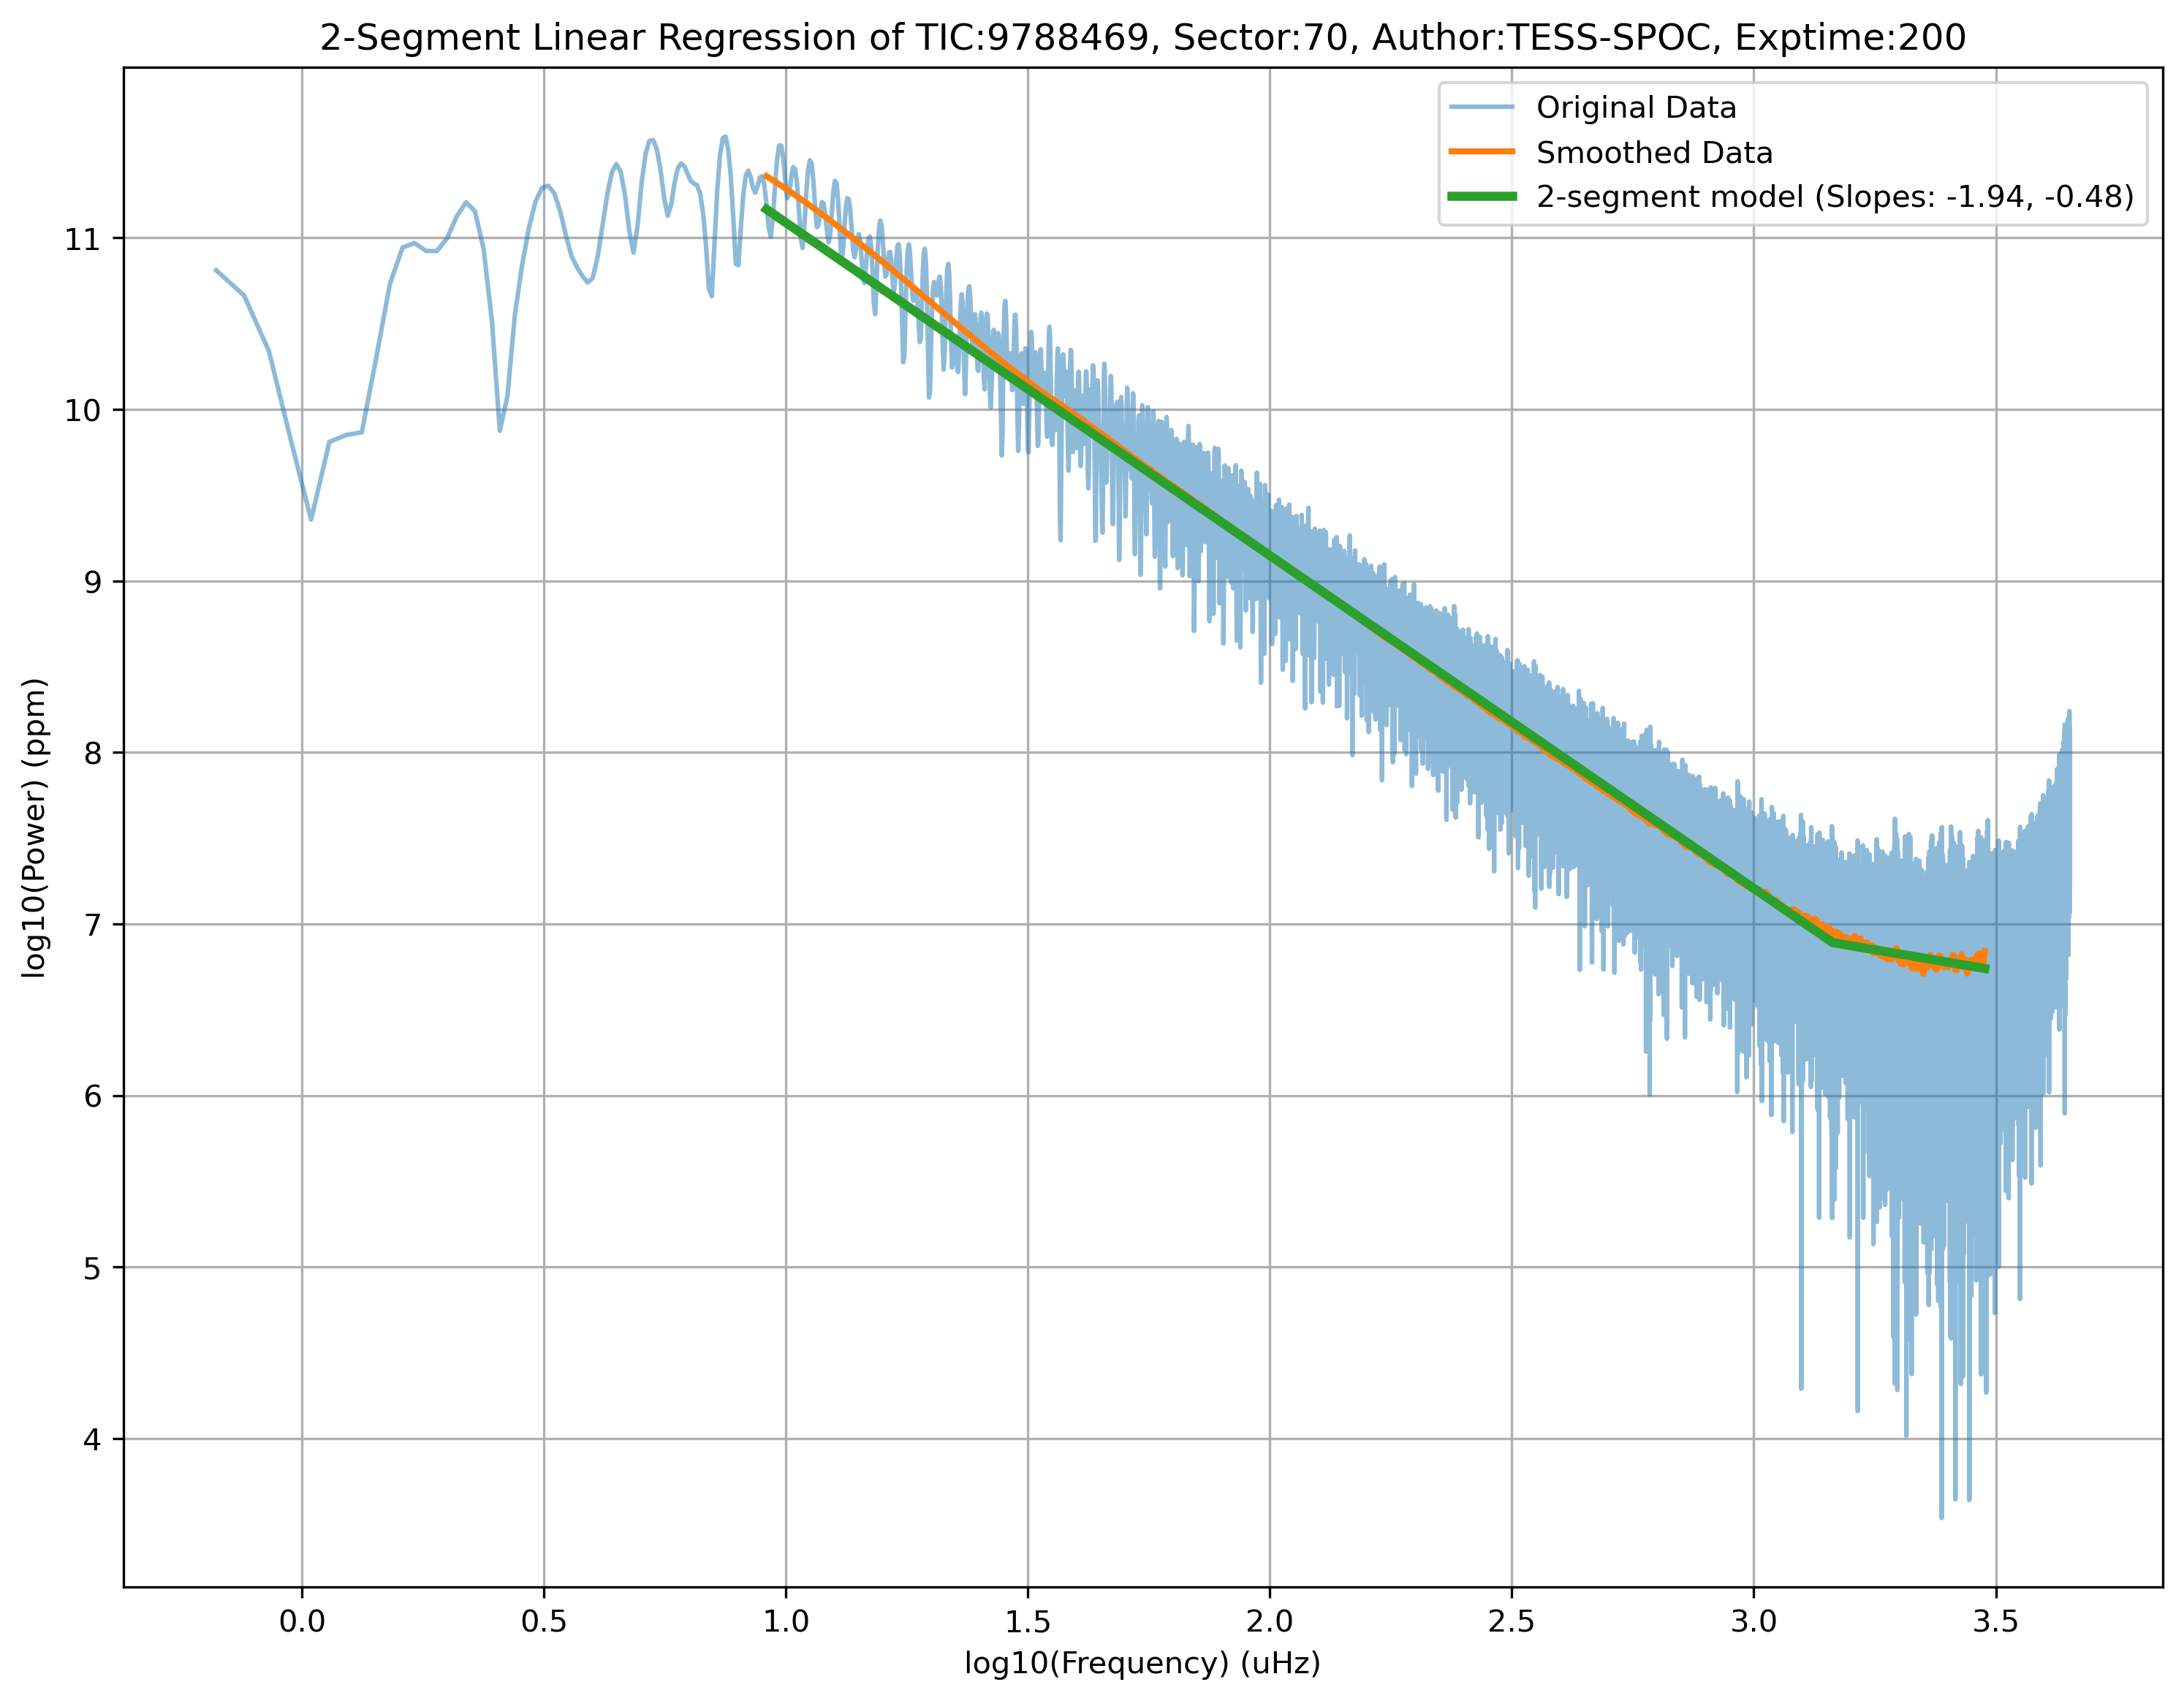 2-Segment Linear Regression of TIC:9788469, Sector:70, Author:TESS-SPOC, Exptime:200
Original Data
Smoothed Data
2-segment model (Slopes: -1.94, -0.48)
log10(Power) (ppm)
11
10
9
8
7
6
5
4
0.0 0.5 1.0 1.5 2.0 2.5 3.0 3.5
log10(Frequency) (uHz)